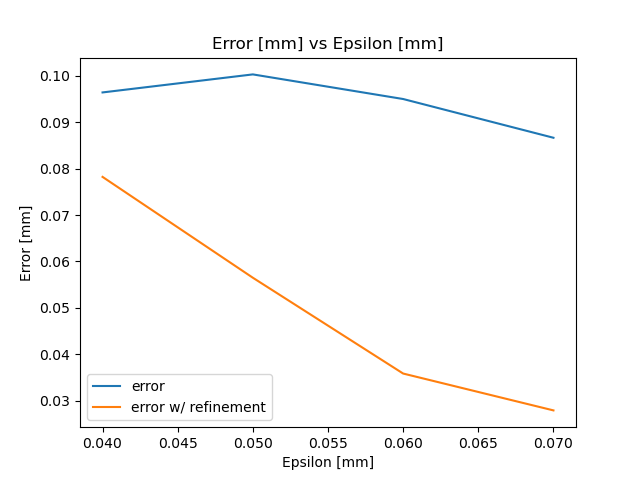 Error [mm] vs Epsilon [mm]
0.10
0.09
0.08
0.07
0.06
0.05
0.04
0.03
Error [mm]
error
error w/ refinement
0.040 0.045 0.050 0.055 0.060 0.065 0.070
Epsilon [mm]